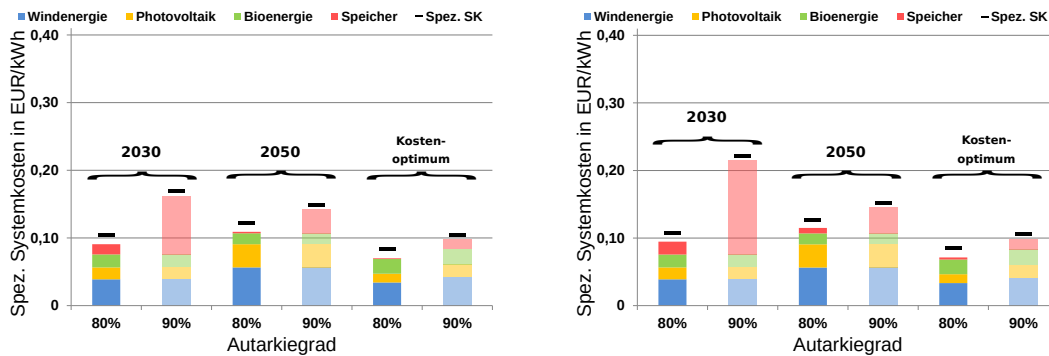 Windenergie Photovoltaik Bioenergie Speicher Spez. SK
Spez. Systemkosten in EUR/kWh
0,40
0,30
0,20
0,10
0
2030
2050
Kosten-
optimum
80% 90% 80% 90% 80% 90%
Autarkiegrad
Windenergie Photovoltaik Bioenergie Speicher Spez. SK
Spez. Systemkosten in EUR/kWh
0,40
0,30
0,20
0,10
0
2030
2050
Kosten-
optimum
80% 90% 80% 90% 80% 90%
Autarkiegrad